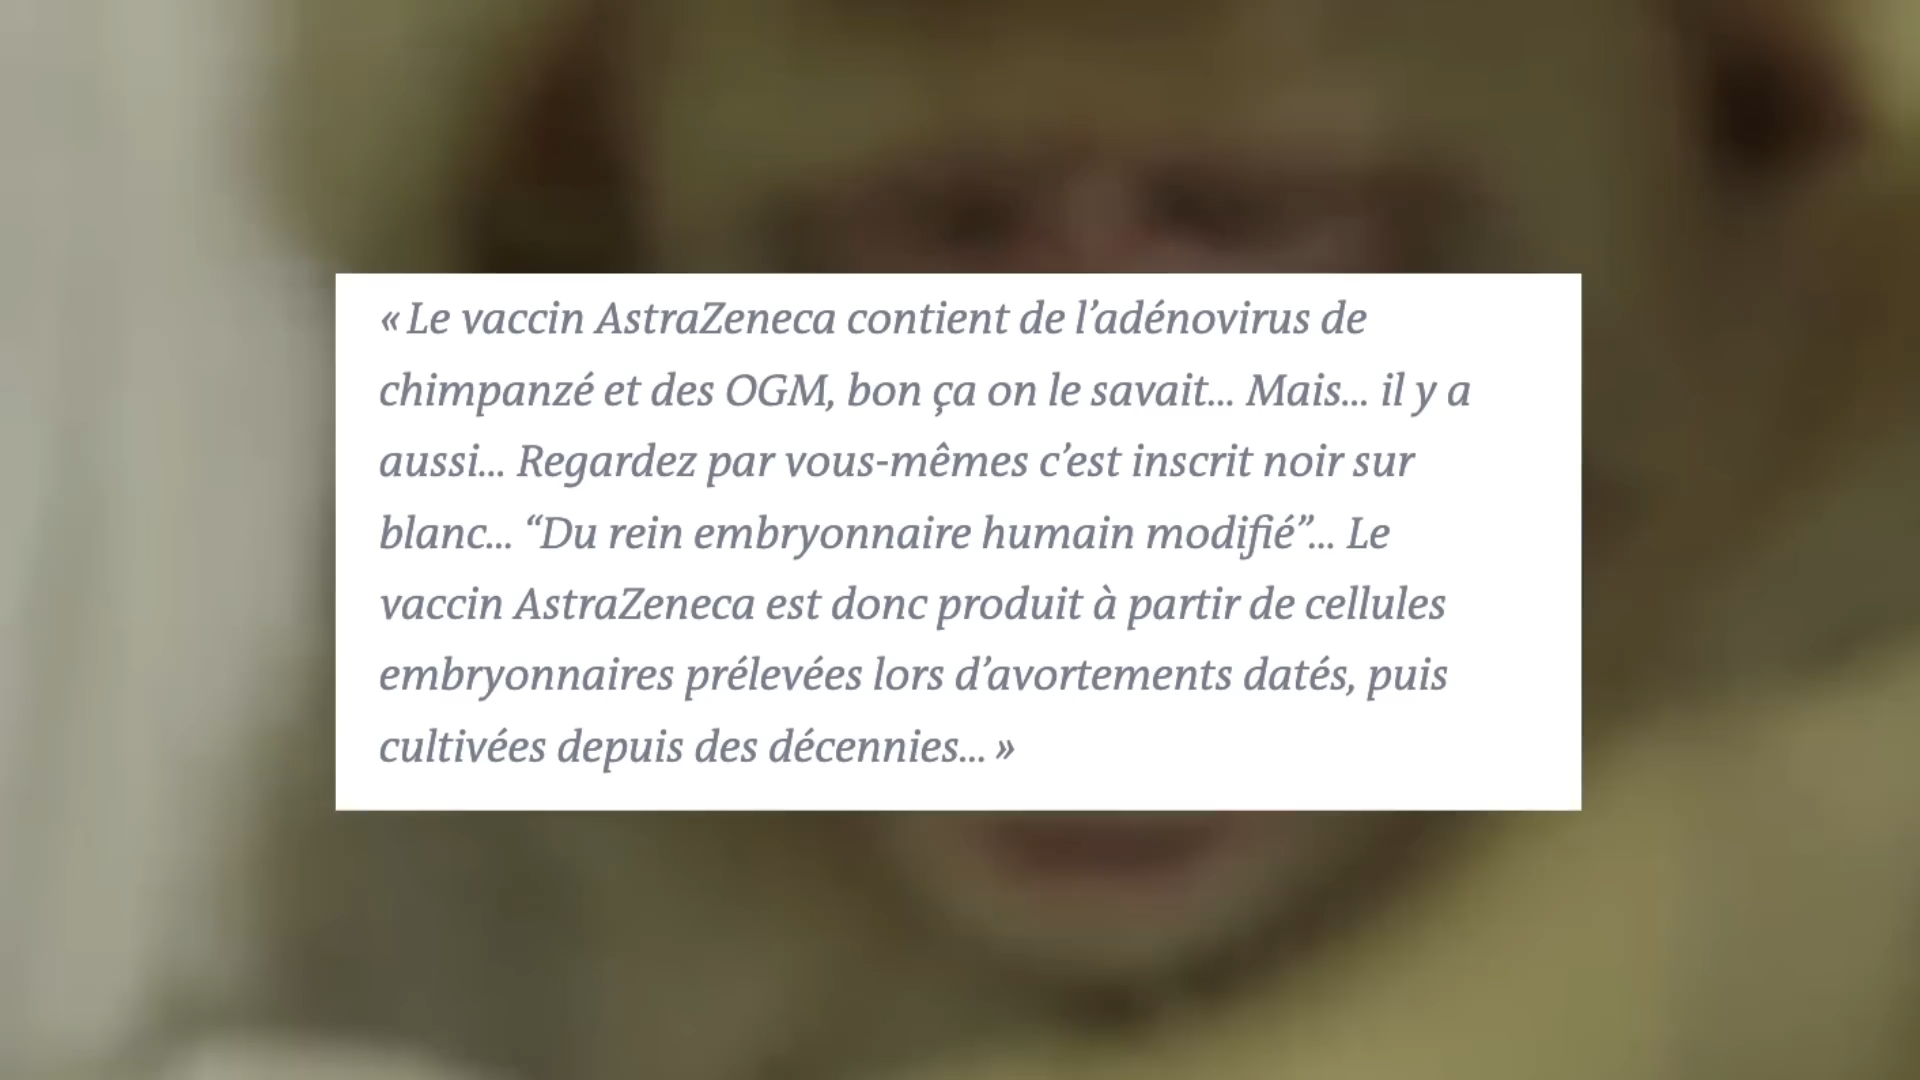 « Le vaccin AstraZeneca contient de l’adénovirus de
chimpanzé et des OGM, bon ça on le savait... Mais... il y a
aussi... Regardez par vous-mêmes c’est inscrit noir sur
blanc... “Du rein embryonnaire humain modifié”... Le
vaccin AstraZeneca est donc produit à partir de cellules
embryonnaires prélevées lors d’avortements datés, puis
cultivées depuis des décennies... »